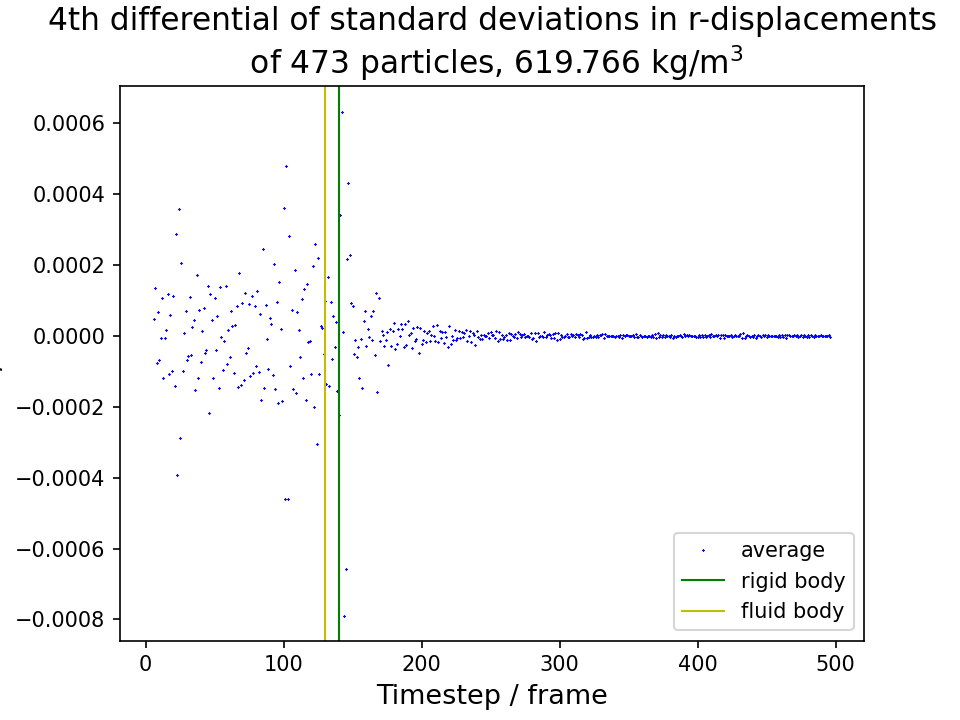 4th differential of standard deviations in r-displacements
of 473 particles, 619.766 kg/m³
0.0006
0.0004
0.0002
0.0000
−0.0002
−0.0004
−0.0006
−0.0008
average
rigid body
fluid body
0 100 200 300 400 500
Timestep / frame